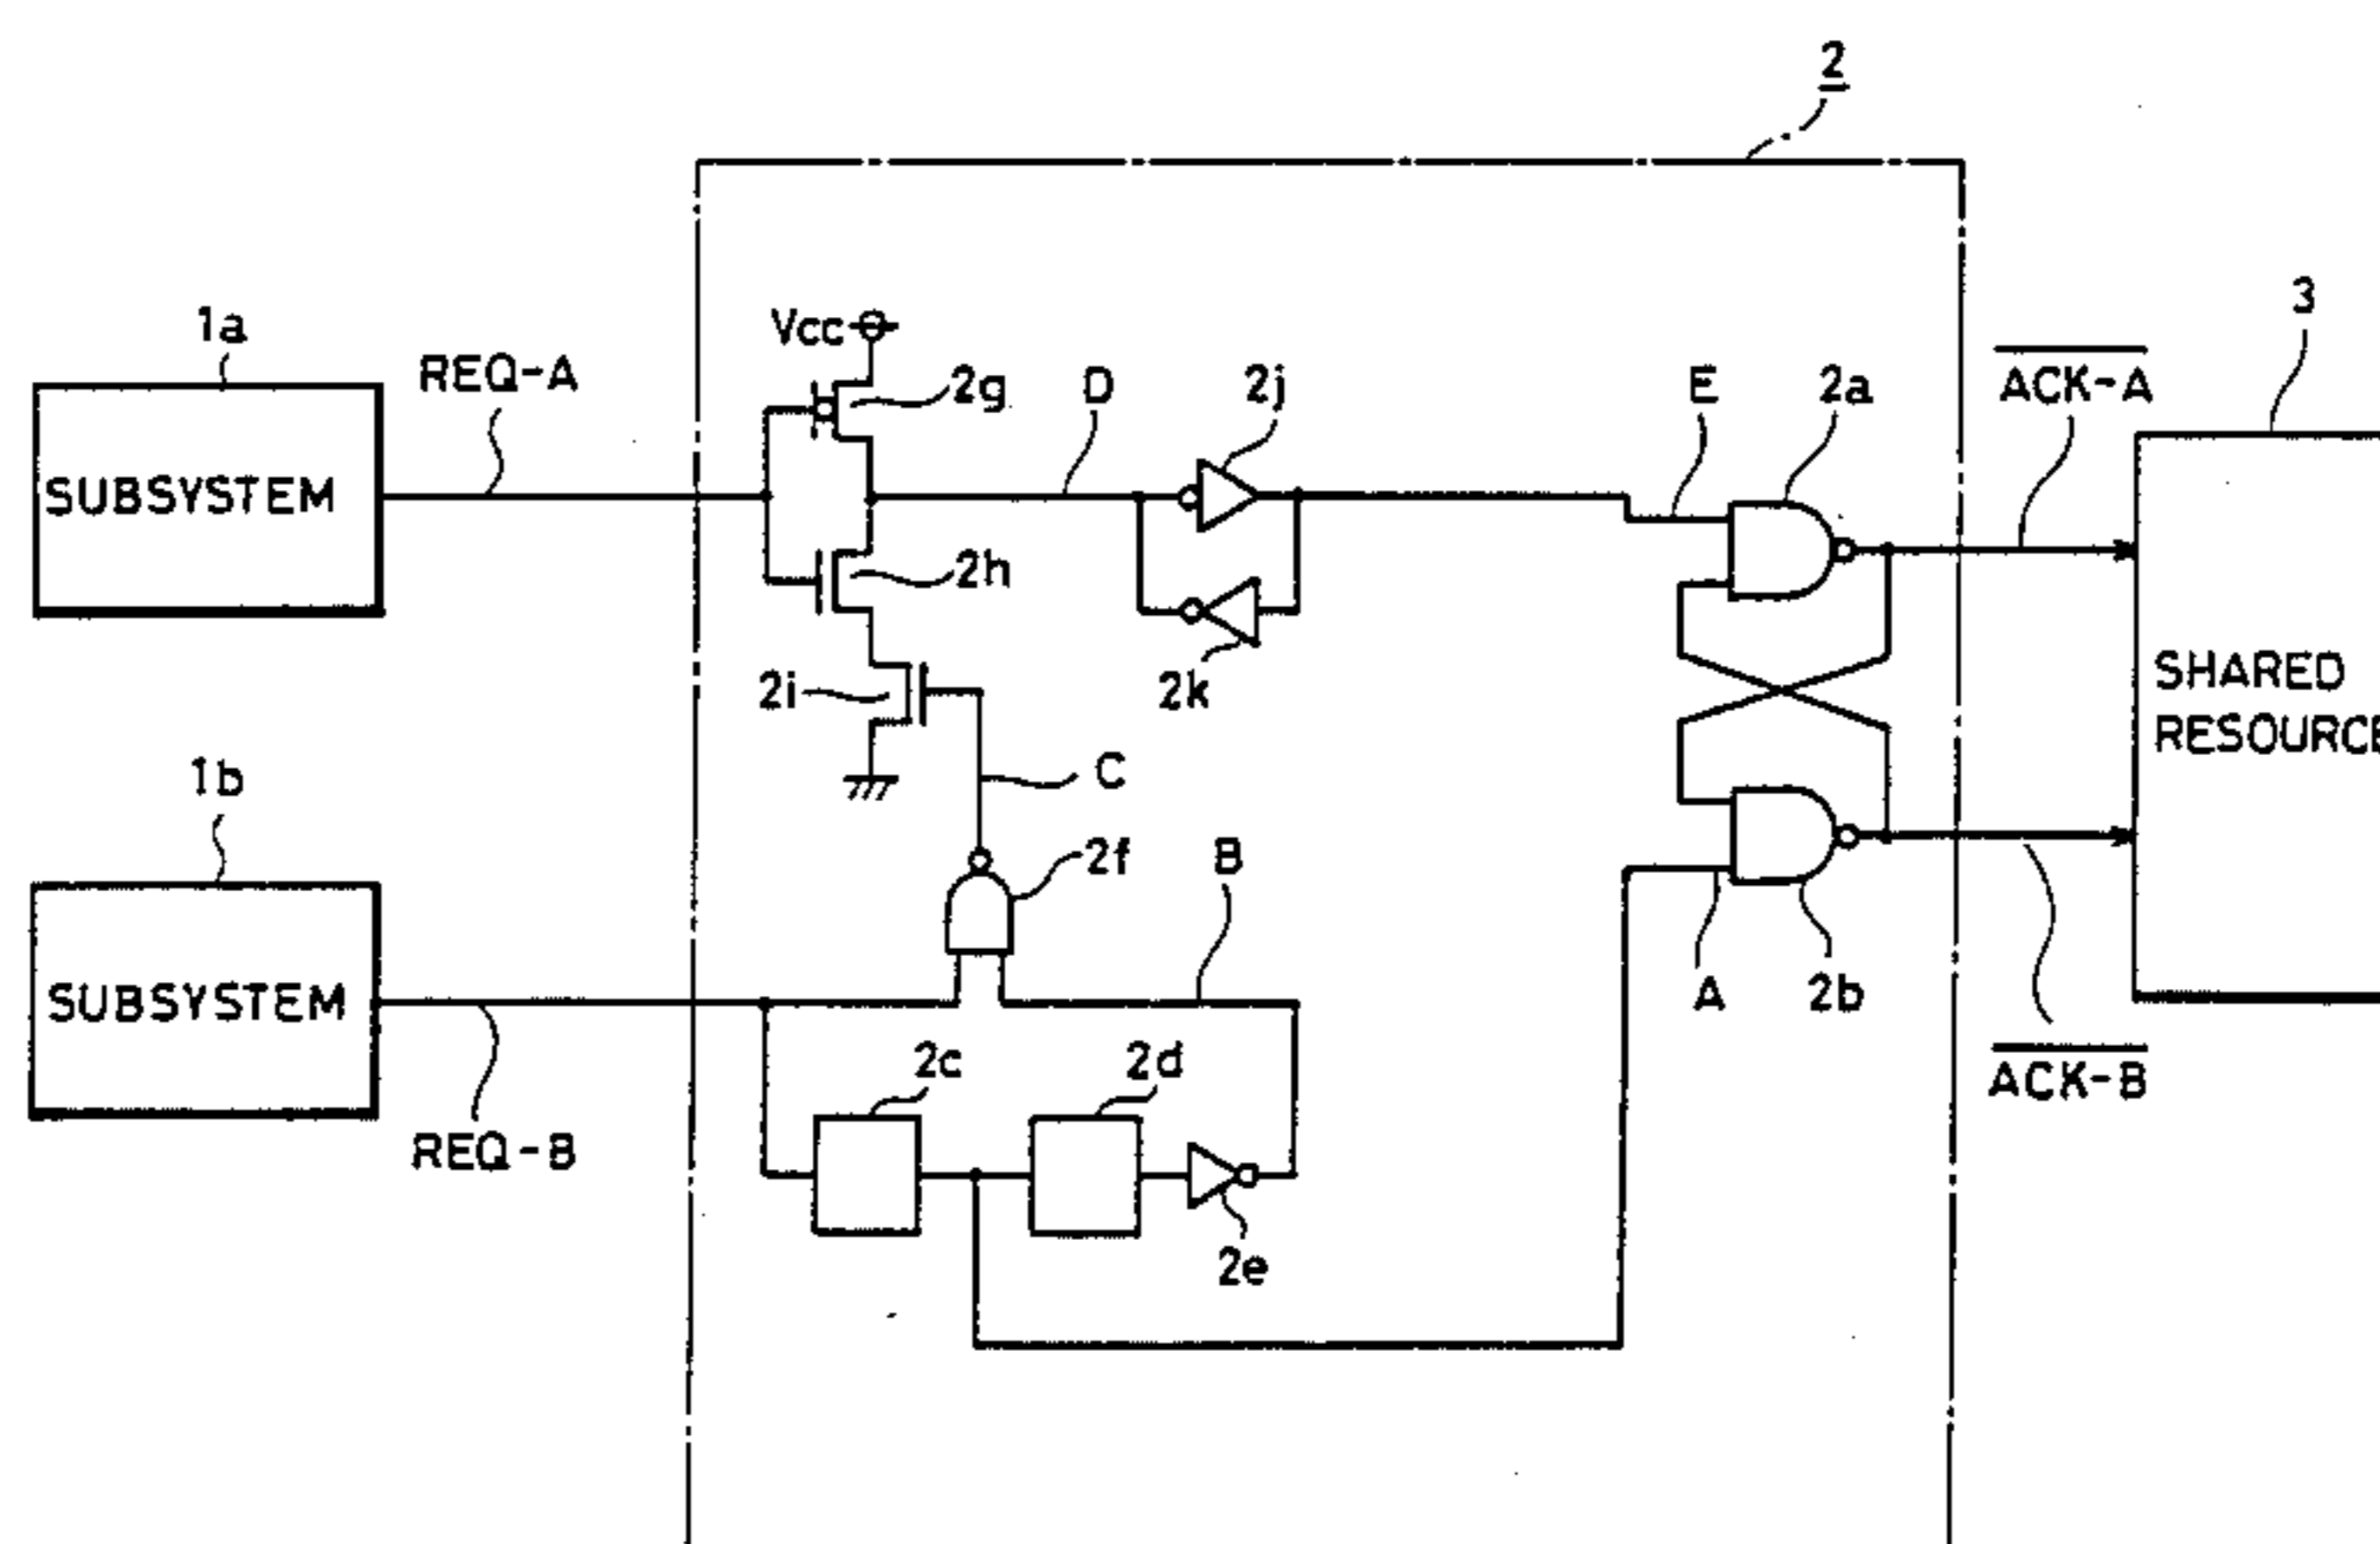 2
1a
REQ-A
SUBSYSTEM
Vcc
2g
D
2j
E
2a
ACK-A
3
2h
2i
2k
SHARED
RESOURCE
C
1b
2f
B
SUBSYSTEM
A
2b
2c
2d
ACK-B
REQ-B
2e